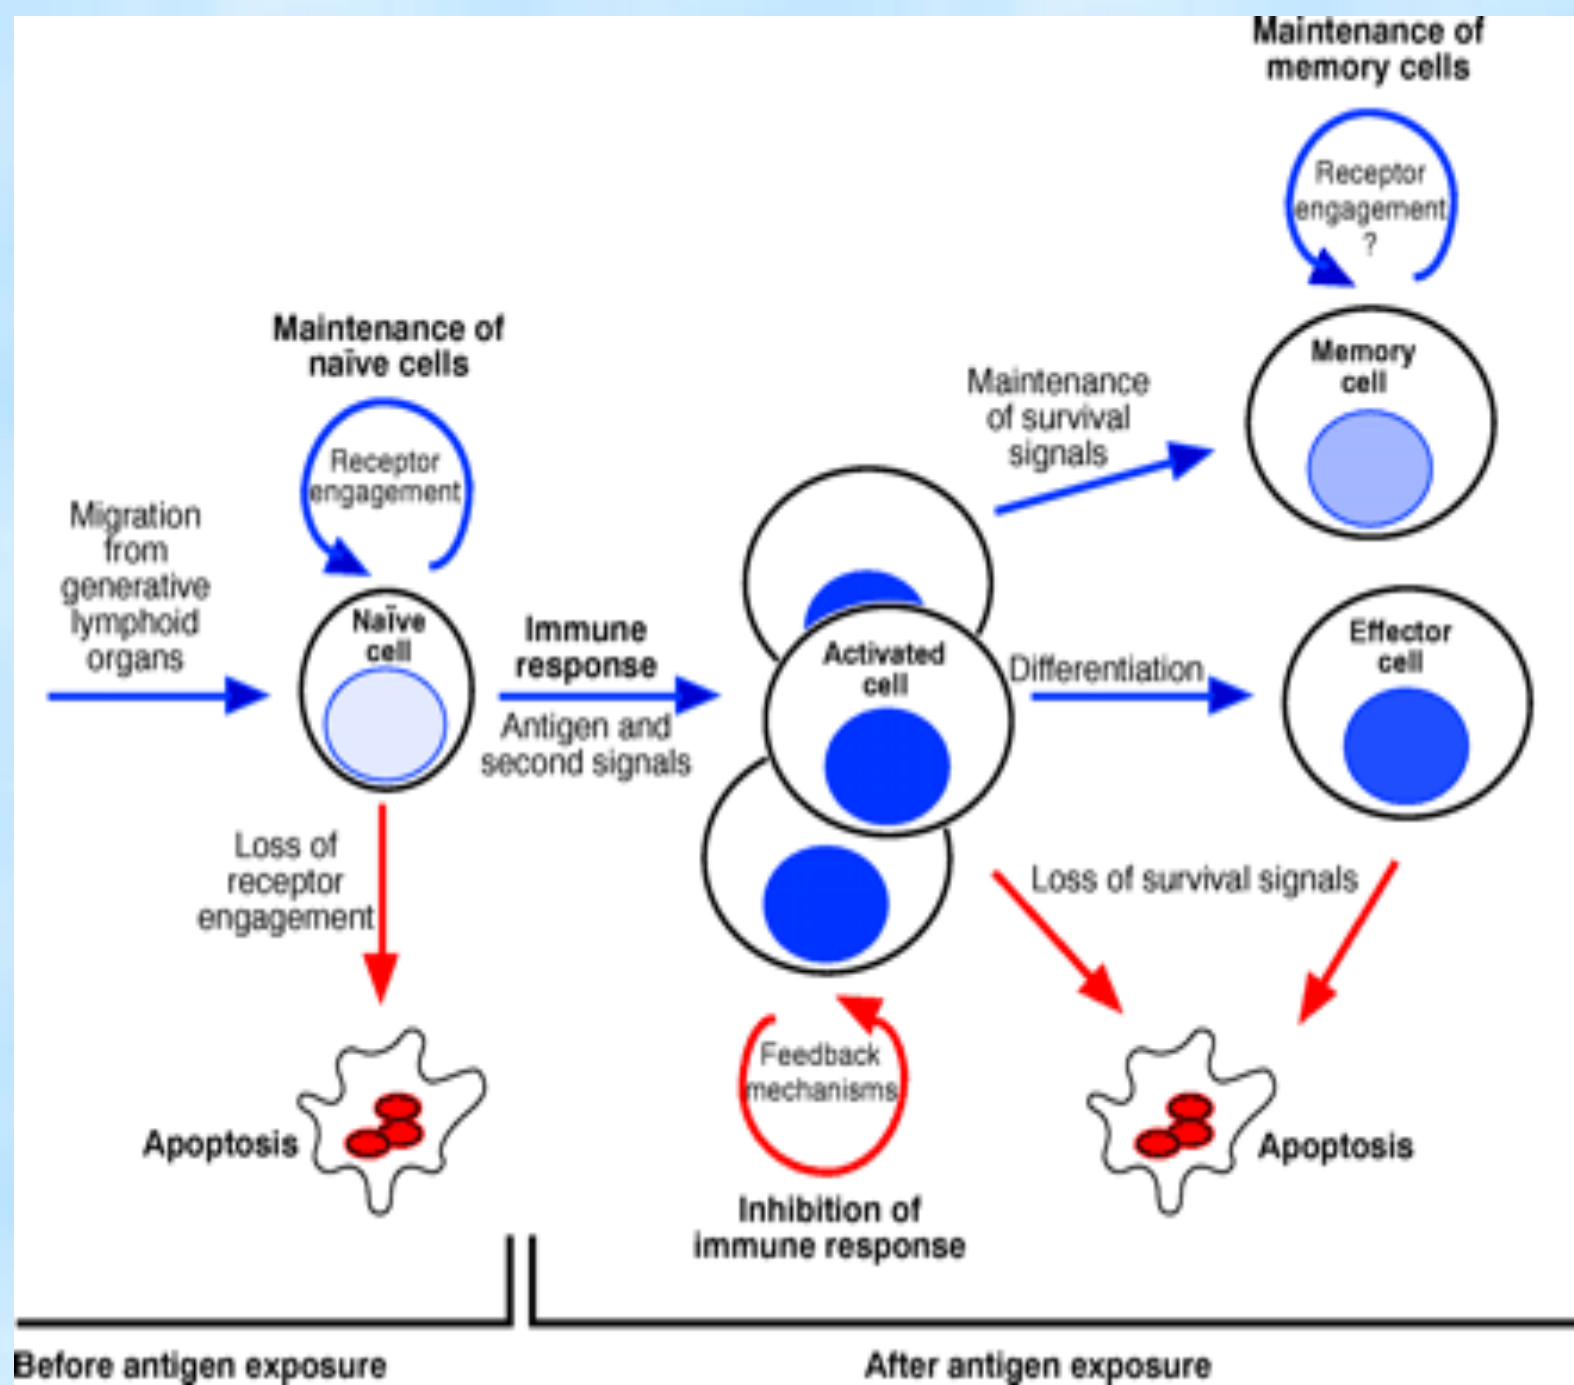 Maintenance of
memory cells
Receptor
engagement
?
Memory
cell
Maintenance of
naïve cells
Receptor
engagement
Maintenance
of survival
signals
Migration
from
generative
lymphoid
organs
Naïve
cell
Immune
response
Antigen and
second signals
Activated
cell
Differentiation
Effector
cell
Loss of
receptor
engagement
Loss of survival signals
Feedback
mechanisms
Apoptosis
Apoptosis
Inhibition of
immune response
Before antigen exposure
After antigen exposure